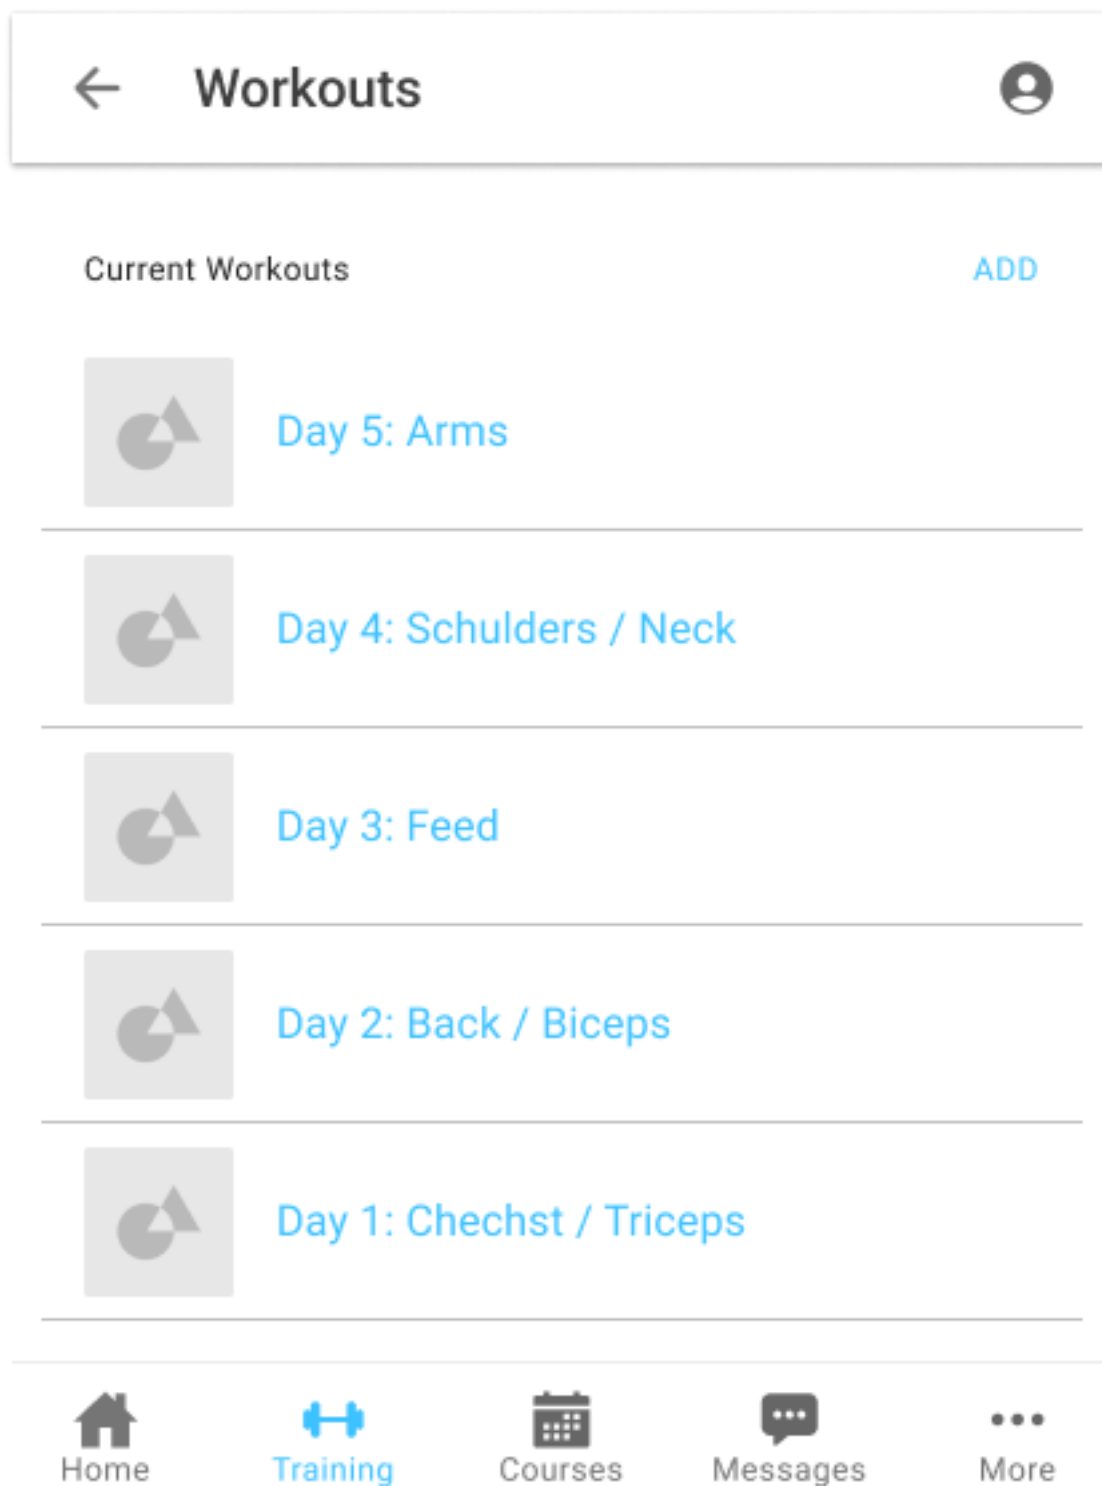 Workouts
Current Workouts ADD
Day 5: Arms
Day 4: Schulders / Neck
Day 3: Feed
Day 2: Back / Biceps
Day 1: Chechst / Triceps
Home Training Courses Messages More